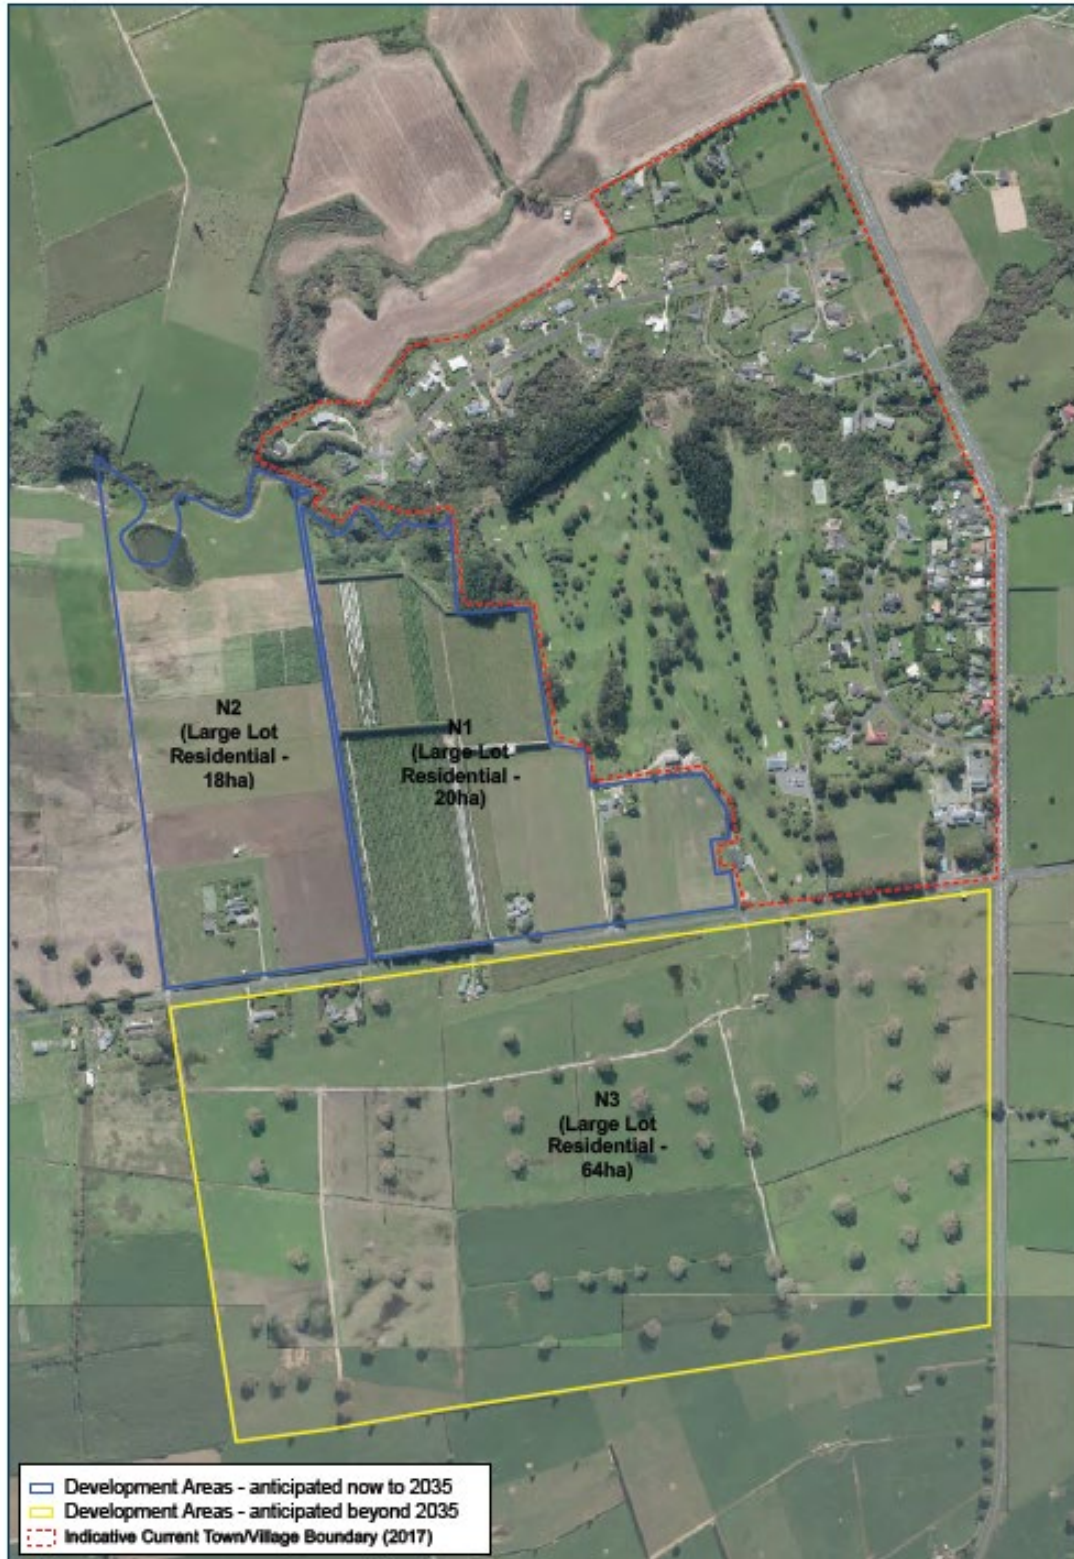 N2
(Large Lot
Residential -
18ha)
N1
(Large Lot
Residential -
20ha)
N3
(Large Lot
Residential -
64ha)
Development Areas - anticipated now to 2035
Development Areas - anticipated beyond 2035
Indicative Current Town/Village Boundary (2017)